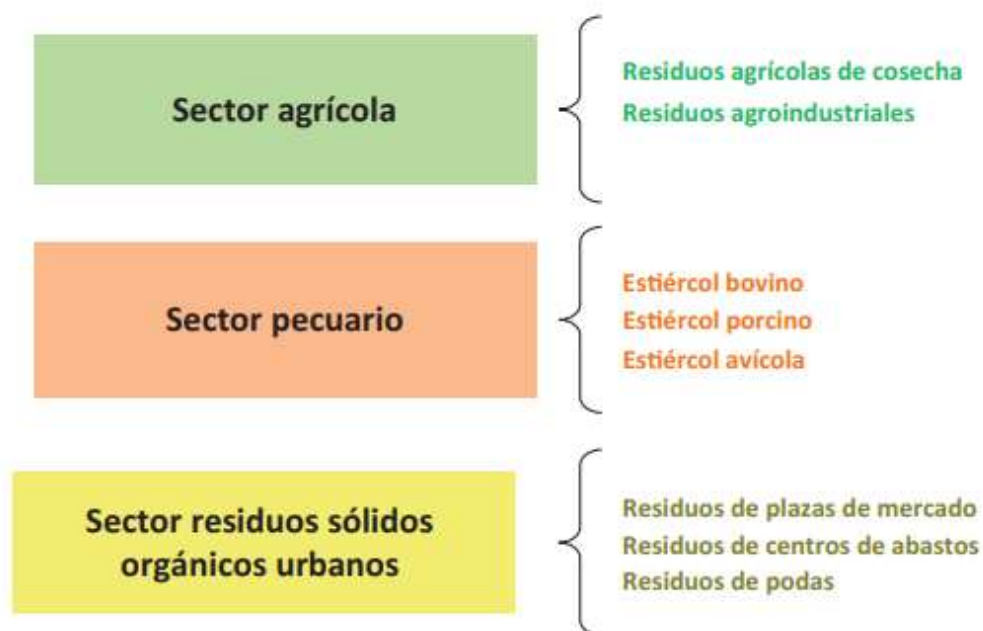 Sector agrícola
Residuos agrícolas de cosecha
Residuos agroindustriales
Sector pecuario
Estiércol bovino
Estiércol porcino
Estiércol avícola
Sector residuos sólidos
orgánicos urbanos
Residuos de plazas de mercado
Residuos de centros de abastos
Residuos de podas